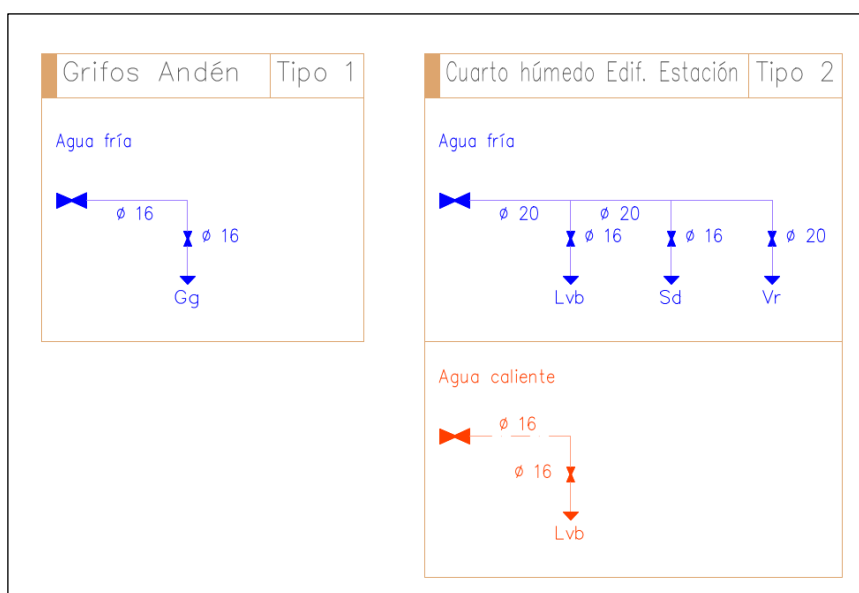 Grifos Andén Tipo 1
Agua fría
ø 16
ø 16
Gg
Cuarto húmedo Edif. Estación Tipo 2
Agua fría
ø 20 ø 20
ø 16 ø 16 ø 20
Lvb Sd Vr
Agua caliente
ø 16
ø 16
Lvb